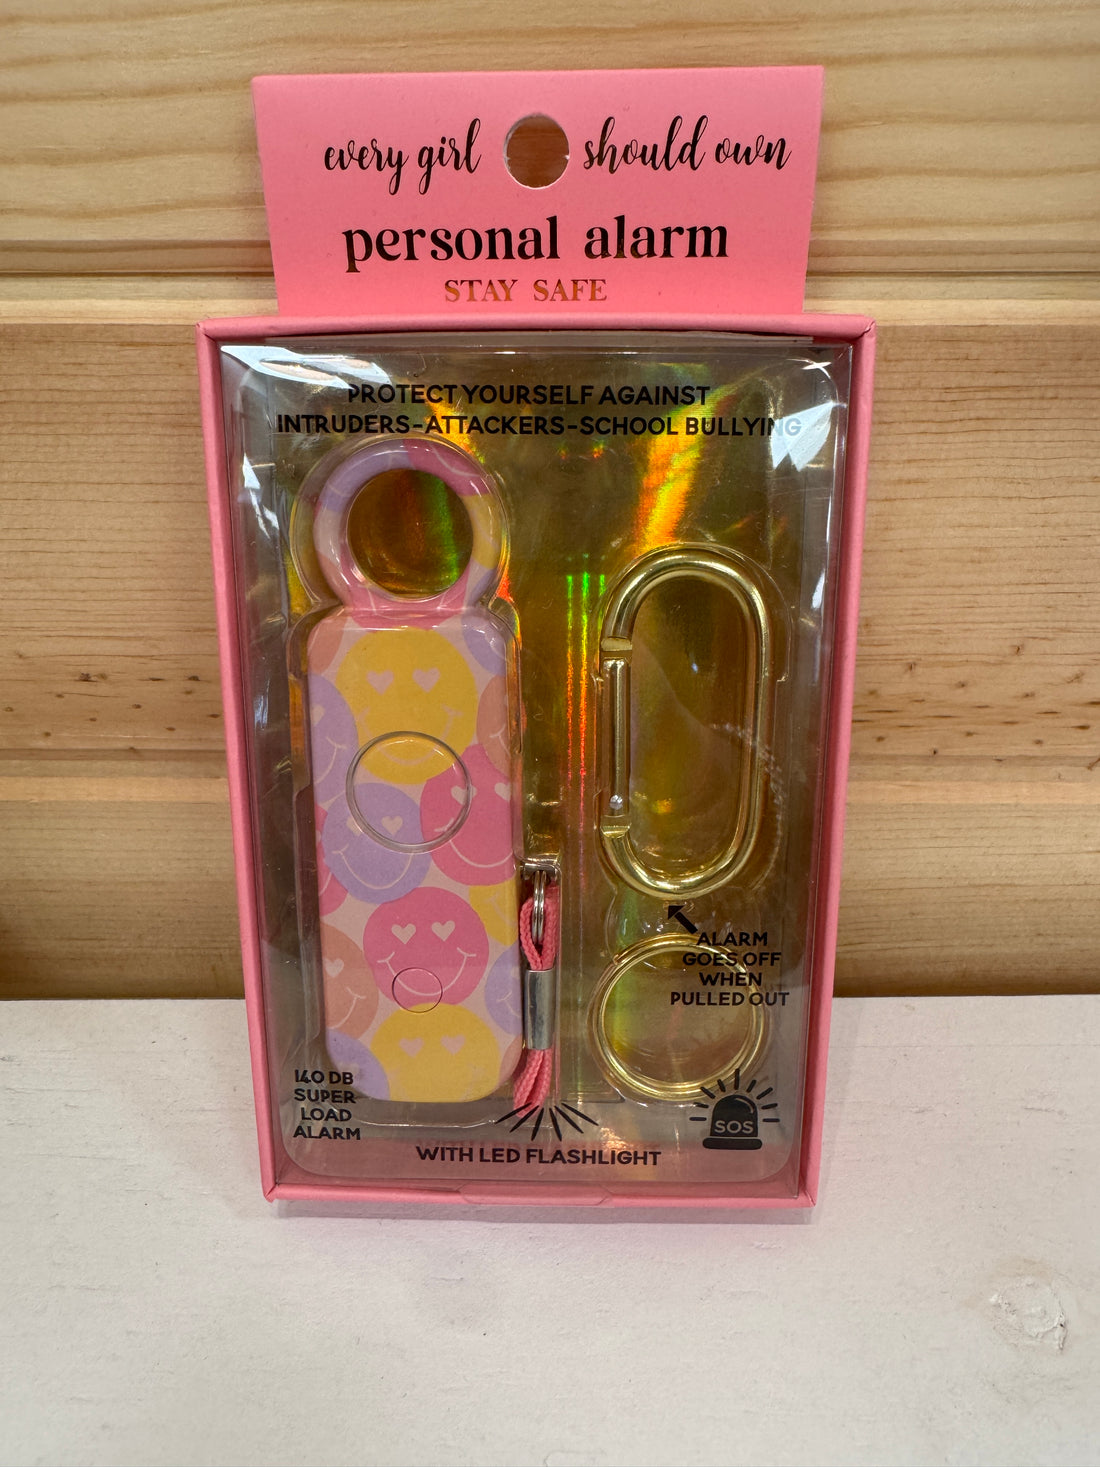 every girl should own
personal alarm
STAY SAFE
PROTECT YOURSELF AGAINST
INTRUDERS-ATTACKERS-SCHOOL BULLYING
ALARM
GOES OFF
WHEN
PULLED OUT
140 DB
SUPER
LOAD
ALARM
SOS
WITH LED FLASHLIGHT